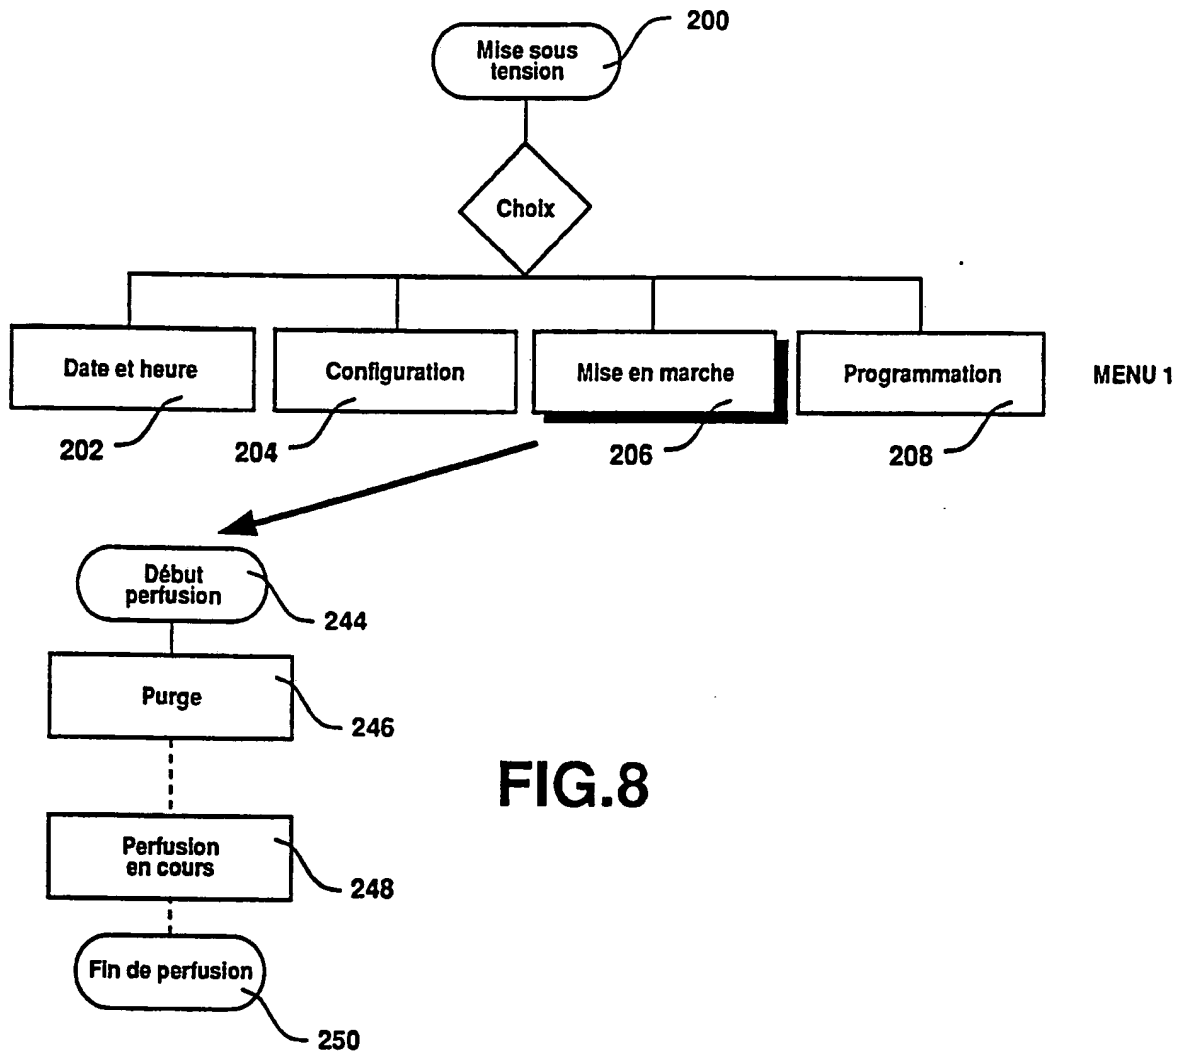 200
Mise sous
tension
Choix
Date et heure
Configuration
Mise en marche
Programmation
MENU 1
202
204
206
208
Début
perfusion
244
Purge
246
FIG.8
Perfusion
en cours
248
Fin de perfusion
250